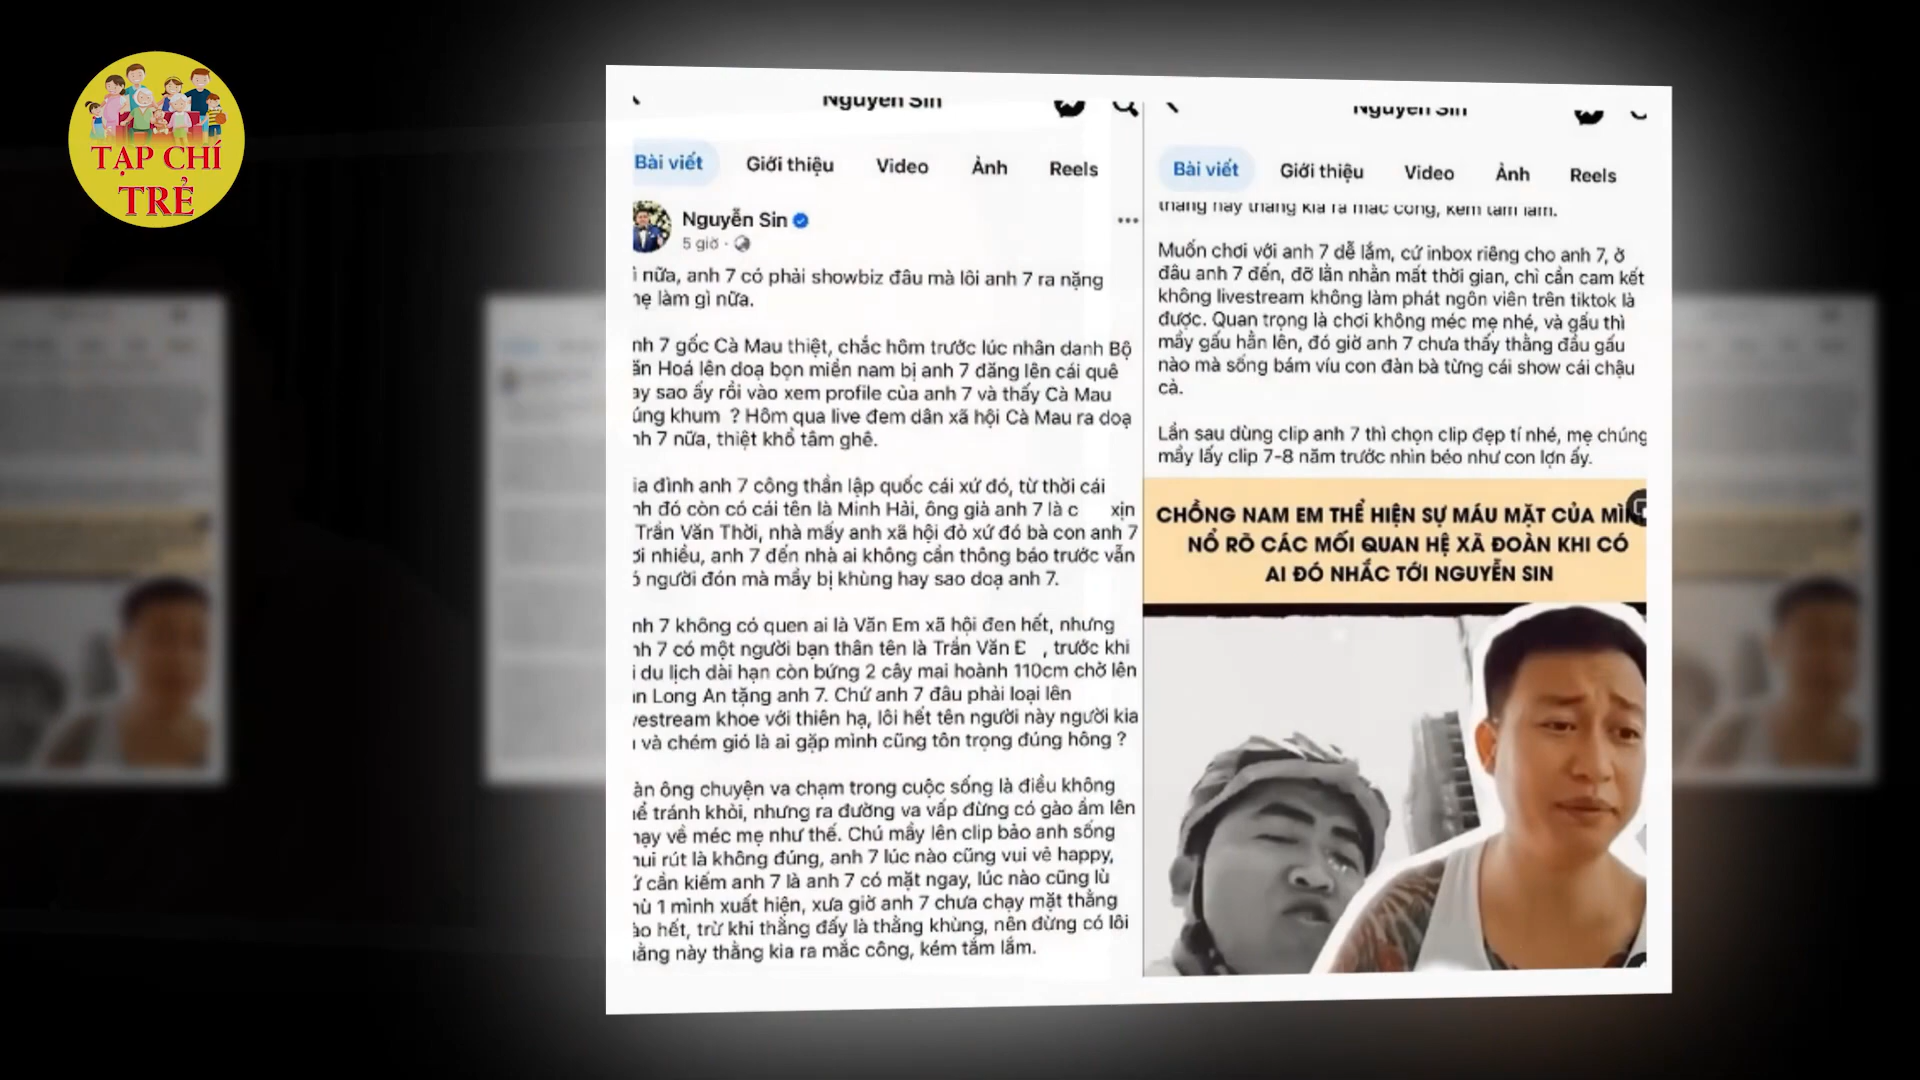 TẠP CHÍ
TRẺ
Nguyễn Sin
Bài viết Giới thiệu Video Ảnh Reels
Nguyễn Sin
5 giờ ·
nữa, anh 7 có phải showbiz đâu mà lôi anh 7 ra nặng
làm gì nữa.
7 gốc Cà Mau thiệt, chắc hôm trước lúc nhân danh Bộ
Hoá lên doạ bọn miền nam bị anh 7 đăng lên cái quê
sao ấy rồi vào xem profile của anh 7 và thấy Cà Mau
khum ? Hôm qua live đem dân xã hội Cà Mau ra doạ
7 nữa, thiệt khổ tâm ghê.
đình anh 7 công thần lập quốc cái xứ đó, từ thời cái
đó còn có cái tên là Minh Hải, ông già anh 7 là c xịn
Trần Văn Thời, nhà mấy anh xã hội đỏ xứ đó bà con anh 7
nhiều, anh 7 đến nhà ai không cần thông báo trước vẫn
người đón mà mầy bị khùng hay sao doạ anh 7.
7 không có quen ai là Văn Em xã hội đen hết, nhưng
7 có một người bạn thân tên là Trần Văn Đ , trước khi
du lịch dài hạn còn bứng 2 cây mai hoành 110cm chở lên
Long An tặng anh 7. Chứ anh 7 đâu phải loại lên
khoe với thiên hạ, lôi hết tên người này người kia
và chém gió là ai gặp mình cũng tôn trọng đúng hông ?
ông chuyện va chạm trong cuộc sống là điều không
tránh khỏi, nhưng ra đường va vấp đừng có gào ầm lên
về méc mẹ như thế. Chú mầy lên clip bảo anh sống
rút là không đúng, anh 7 lúc nào cũng vui vẻ happy,
cần kiếm anh 7 là anh 7 có mặt ngay, lúc nào cũng lù
1 mình xuất hiện, xưa giờ anh 7 chưa chạy mặt thằng
hết, trừ khi thằng đấy là thằng khùng, nên đừng có lôi
này thằng kia ra mắc công, kém tắm lắm.
Nguyễn Sin
Bài viết Giới thiệu Video Ảnh Reels
thằng này thằng kia ra mắc công, kém tắm lắm.
Muốn chơi với anh 7 dễ lắm, cứ inbox riêng cho anh 7, ở
đâu anh 7 đến, đỡ lằn nhằn mất thời gian, chỉ cần cam kết
không livestream không làm phát ngôn viên trên tiktok là
được. Quan trọng là chơi không méc mẹ nhé, và gấu thì
mầy gấu hẳn lên, đó giờ anh 7 chưa thấy thằng đầu gấu
nào mà sống bám víu con đàn bà từng cái show cái chậu
cả.
Lần sau dùng clip anh 7 thì chọn clip đẹp tí nhé, mẹ chúng
mầy lấy clip 7-8 năm trước nhìn béo như con lợn ấy.
CHỒNG NAM EM THỂ HIỆN SỰ MÁU MẶT CỦA
NỔ RÕ CÁC MỐI QUAN HỆ XÃ ĐOÀN KHI CÓ
AI ĐÓ NHẮC TỚI NGUYỄN SIN